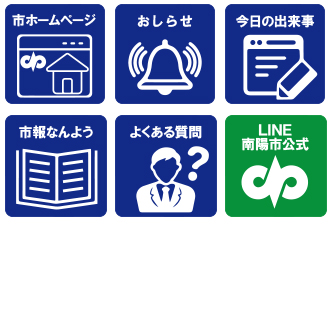 市ホームページ
おしらせ
今日の出来事
市報なんよう
よくある質問
LINE
南陽市公式